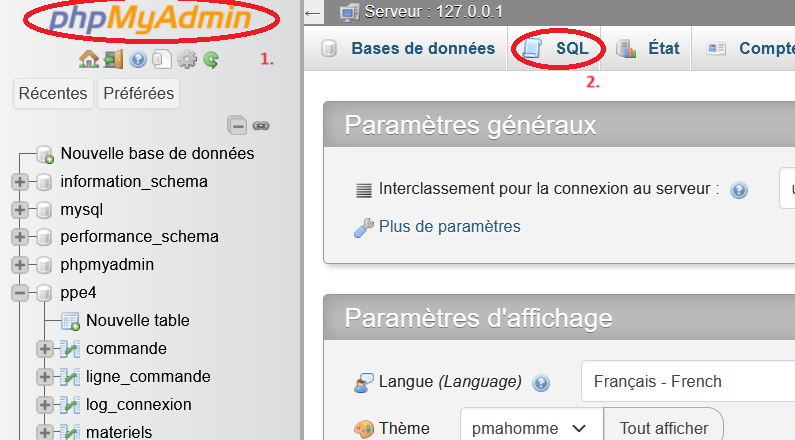 phpMyAdmin
1.
Récentes Préférées
Nouvelle base de données
information_schema
mysql
performance_schema
phpmyadmin
ppe4
Nouvelle table
commande
ligne_commande
log_connexion
materiels
← Serveur : 127.0.0.1
Bases de données SQL État Compte
2.
Paramètres généraux
Interclassement pour la connexion au serveur :
Plus de paramètres
Paramètres d'affichage
Langue (Language) Français - French
Thème pmahomme Tout afficher